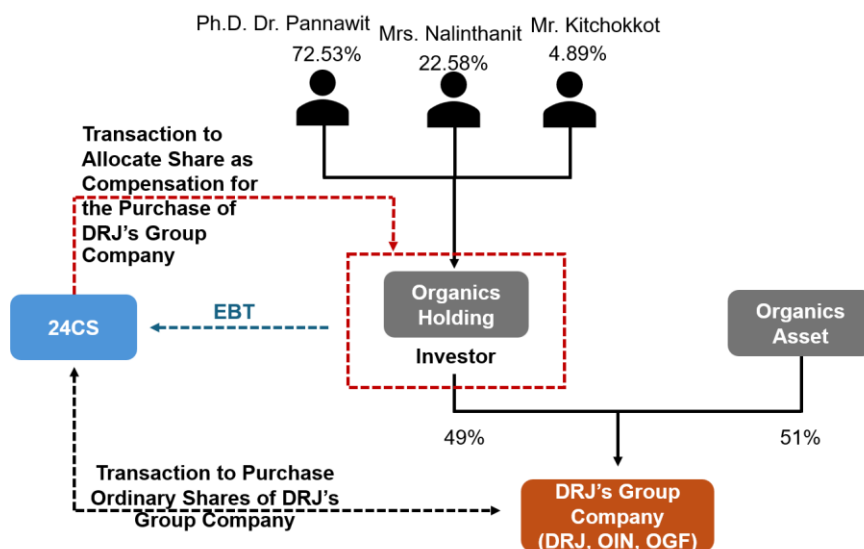 Ph.D. Dr. Pannawit
72.53%
Mrs. Nalinthanit
22.58%
Mr. Kitchokkot
4.89%
Transaction to
Allocate Share as
Compensation for
the Purchase of
DRJ's Group
Company
24CS
EBT
Organics
Holding
Investor
Organics
Asset
49%
51%
Transaction to Purchase
Ordinary Shares of DRJ's
Group Company
DRJ's Group
Company
(DRJ, OIN, OGF)